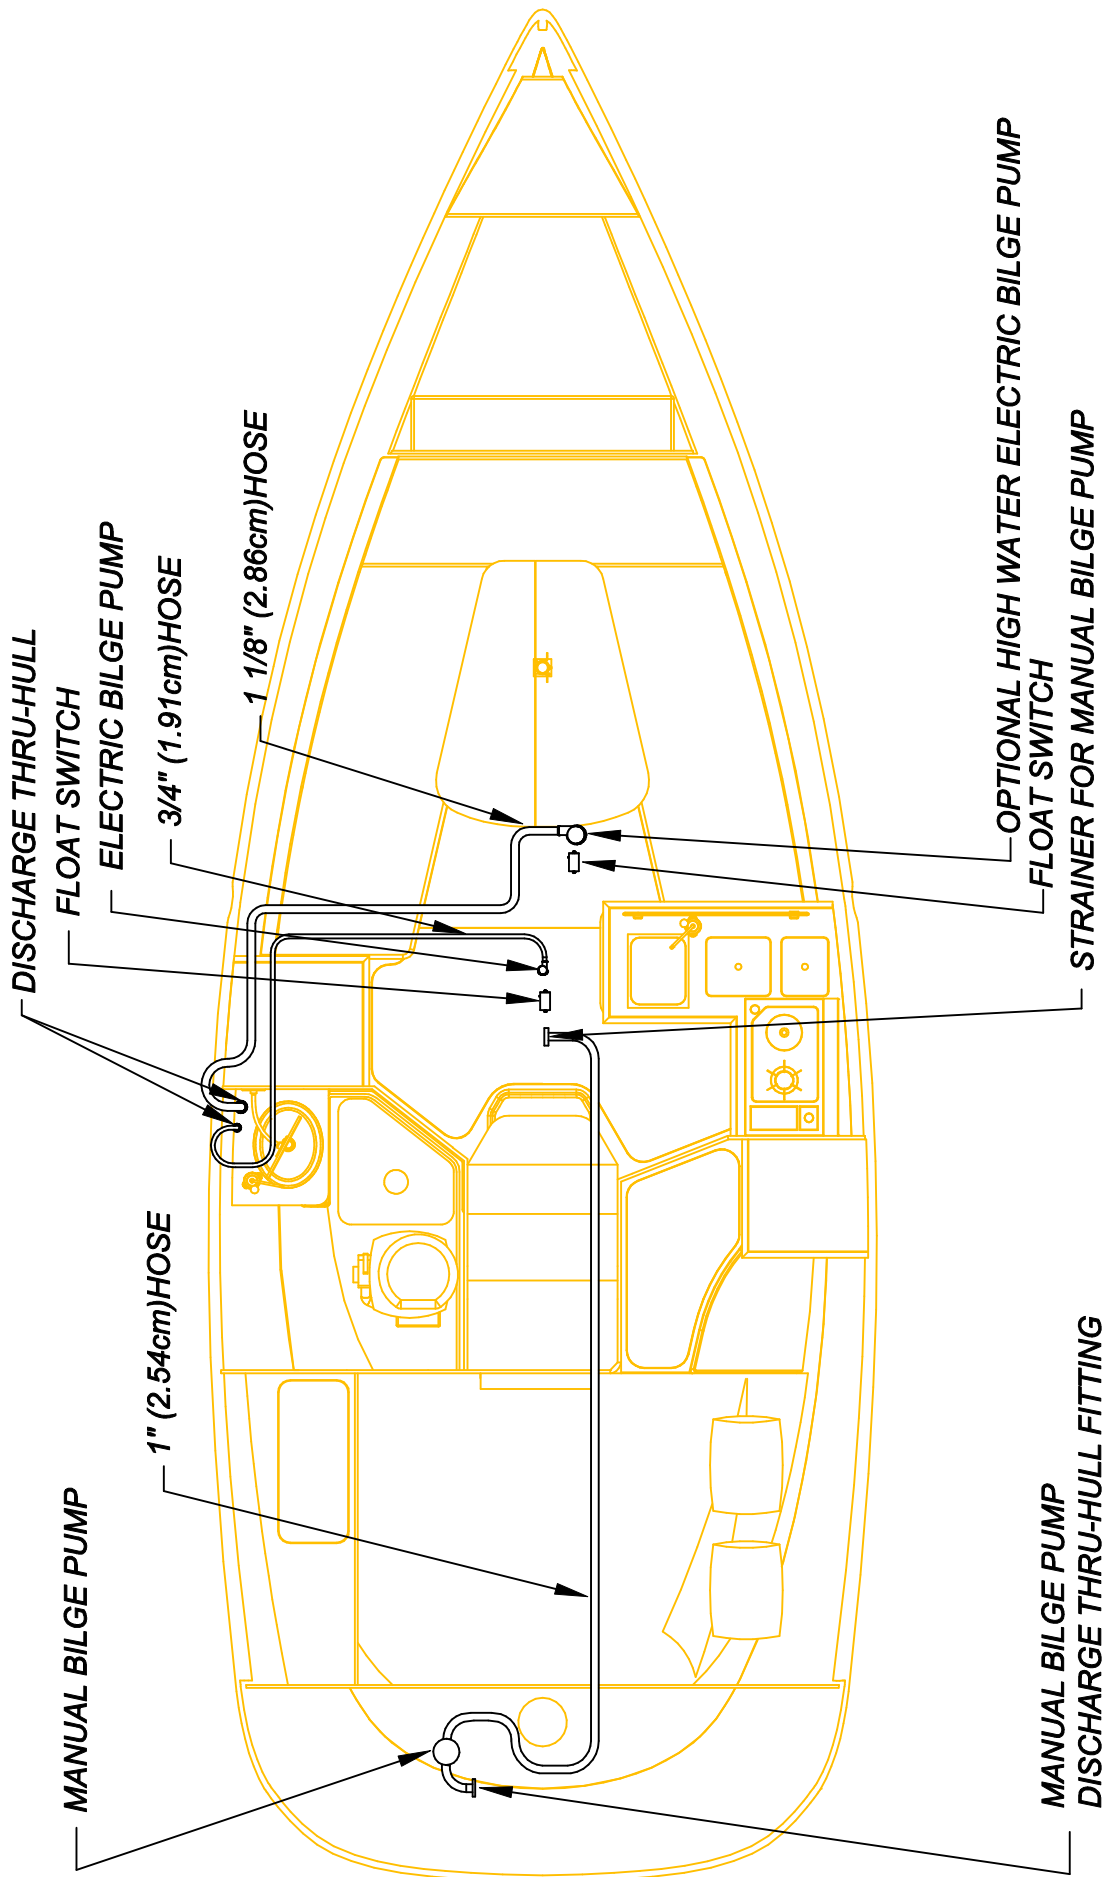 DISCHARGE THRU-HULL
FLOAT SWITCH
ELECTRIC BILGE PUMP
3/4" (1.91cm)HOSE
1 1/8" (2.86cm)HOSE
OPTIONAL HIGH WATER ELECTRIC BILGE PUMP
FLOAT SWITCH
STRAINER FOR MANUAL BILGE PUMP
MANUAL BILGE PUMP
1" (2.54cm)HOSE
MANUAL BILGE PUMP
DISCHARGE THRU-HULL FITTING